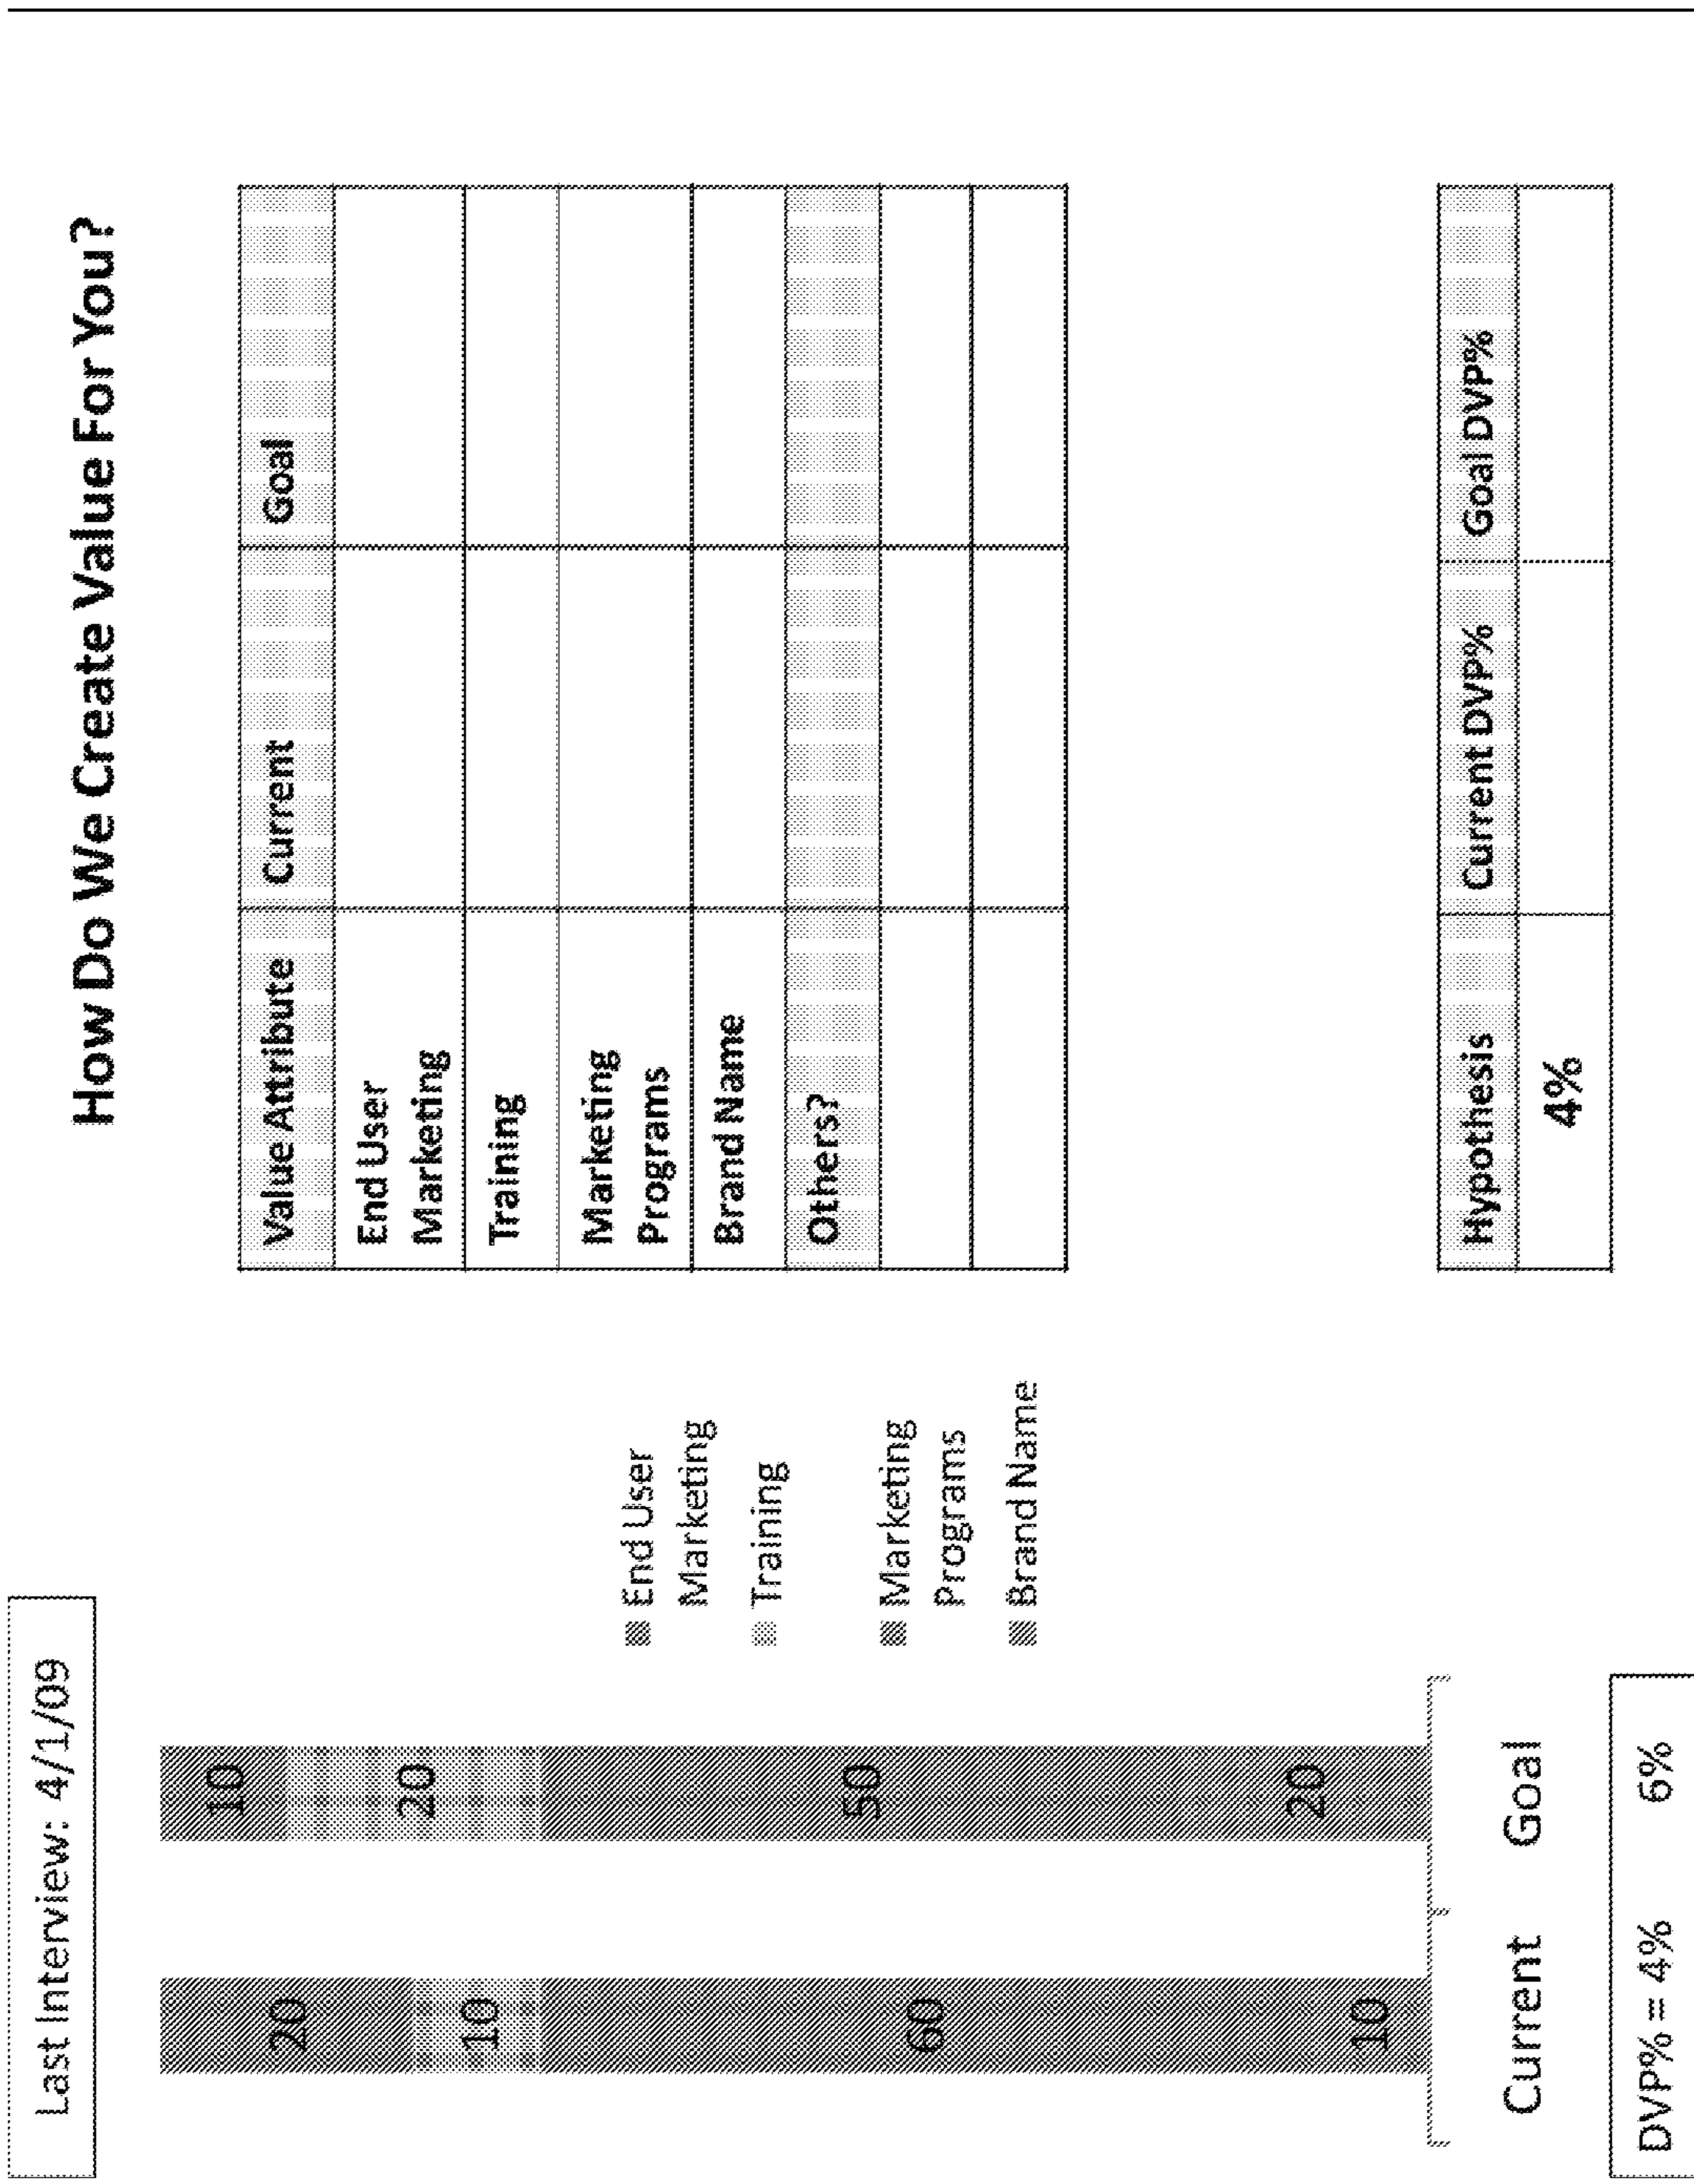 Last Interview: 4/1/09
20
10
60
10
10
20
50
20
Current Goal
DVP% = 4% 6%
End User
Marketing
Training
Marketing
Programs
Brand Name
How Do We Create Value For You?
Value Attribute Current Goal
End User
Marketing
Training
Marketing
Programs
Brand Name
Others?
Hypothesis Current DVP% Goal DVP%
4%